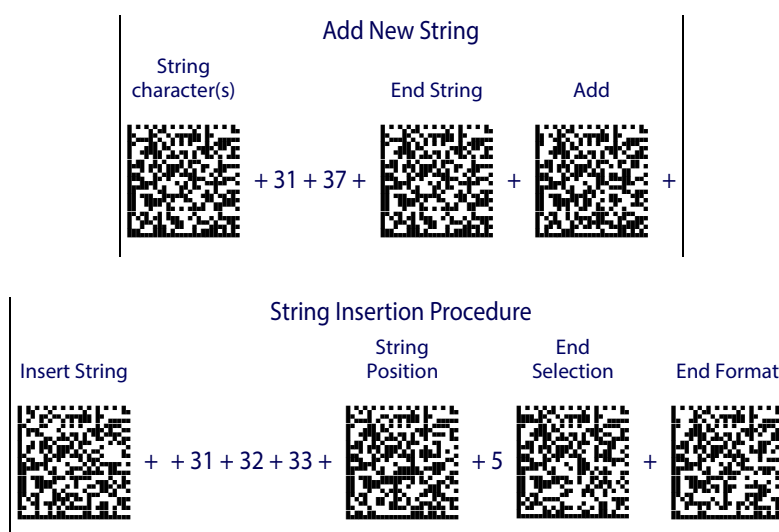 Add New String
String
character(s)
End String
Add
+ 31 + 37 +
+
+
String Insertion Procedure
Insert String
String
Position
End
Selection
End Format
+ + 31 + 32 + 33 +
+ 5
+